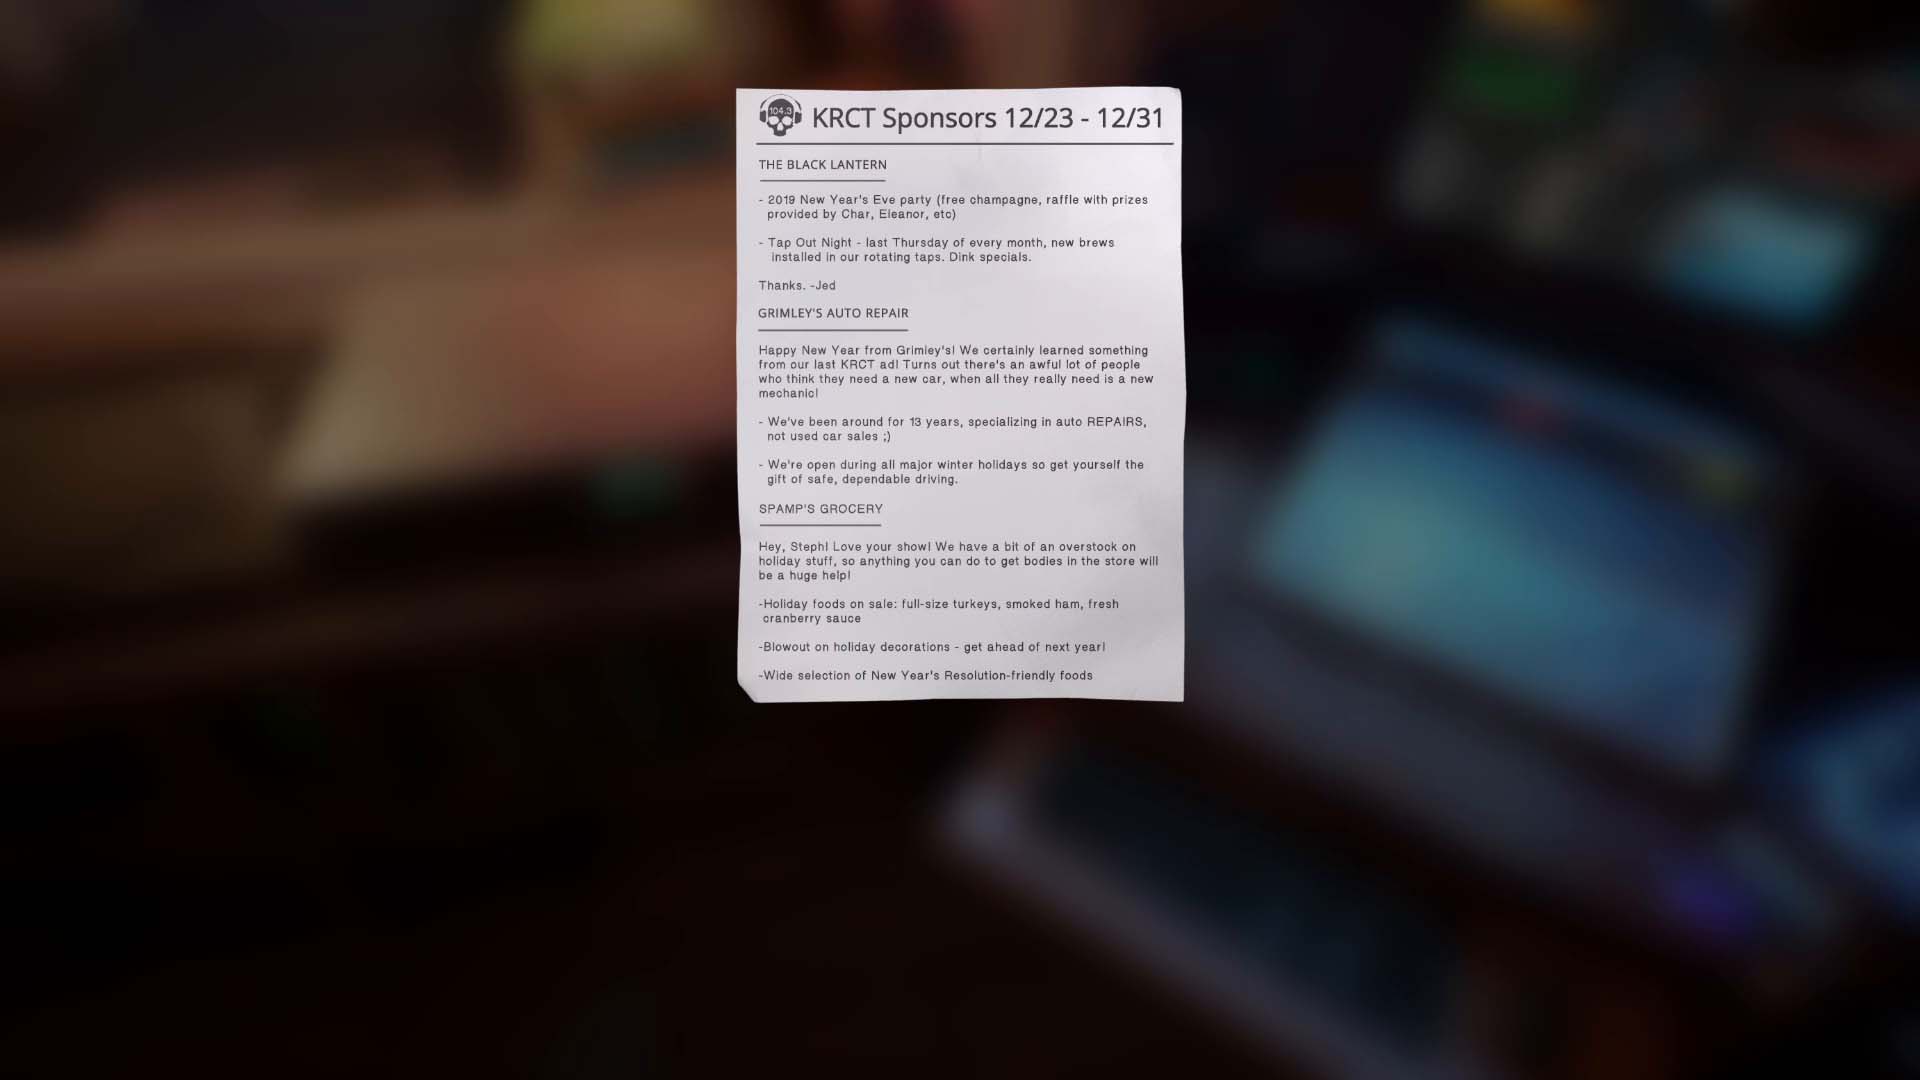 104.3
KRCT Sponsors 12/23 - 12/31
THE BLACK LANTERN
- 2019 New Year's Eve party (free champagne, raffle with prizes
provided by Char, Eleanor, etc)
- Tap Out Night - last Thursday of every month, new brews
installed in our rotating taps. Dink specials.
Thanks. -Jed
GRIMLEY'S AUTO REPAIR
Happy New Year from Grimley's! We certainly learned something
from our last KRCT ad! Turns out there's an awful lot of people
who think they need a new car, when all they really need is a new
mechanic!
- We've been around for 13 years, specializing in auto REPAIRS,
not used car sales ;)
- We're open during all major winter holidays so get yourself the
gift of safe, dependable driving.
SPAMP'S GROCERY
Hey, Steph! Love your show! We have a bit of an overstock on
holiday stuff, so anything you can do to get bodies in the store will
be a huge help!
-Holiday foods on sale: full-size turkeys, smoked ham, fresh
cranberry sauce
-Blowout on holiday decorations - get ahead of next year!
-Wide selection of New Year's Resolution-friendly foods